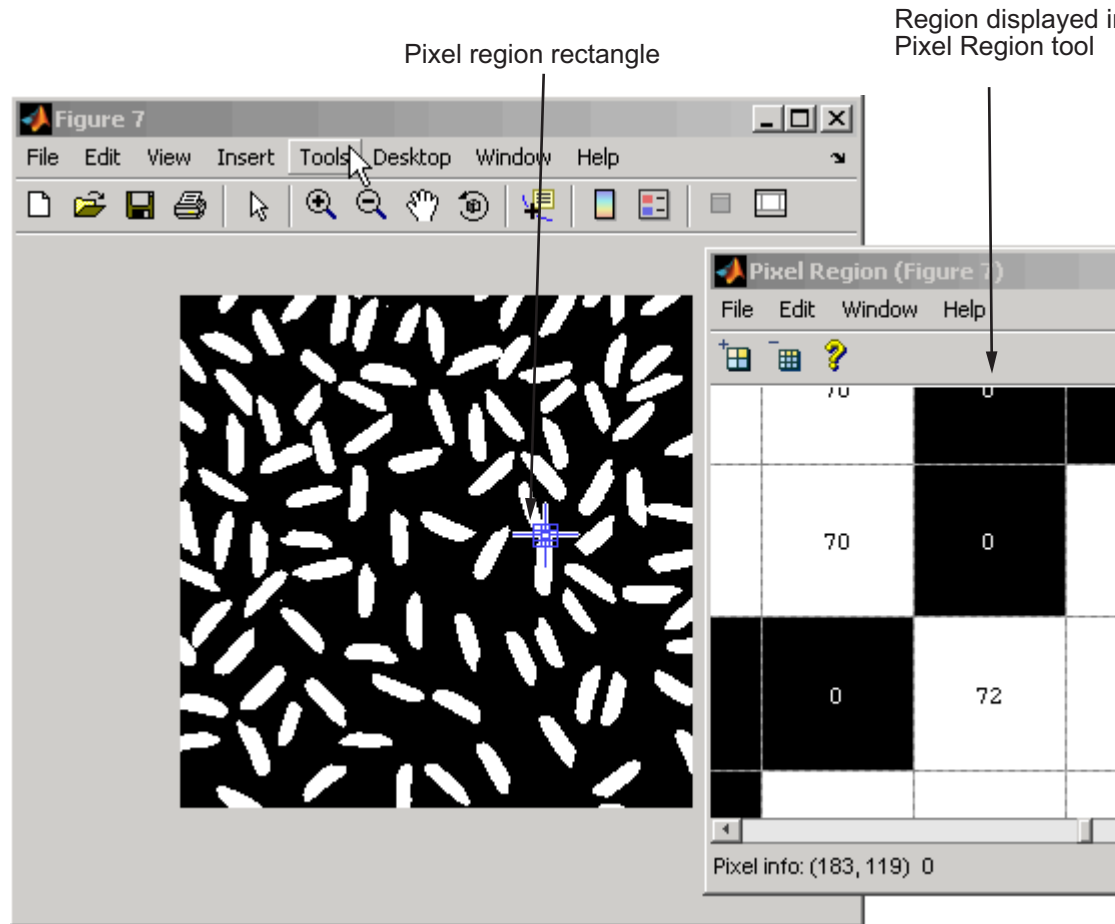 Region displayed i
Pixel Region tool
Pixel region rectangle
Figure 7
File Edit View Insert Tools Desktop Window Help
Pixel Region (Figure 7)
File Edit Window Help
70 0
70 0
0 72
Pixel info: (183, 119) 0